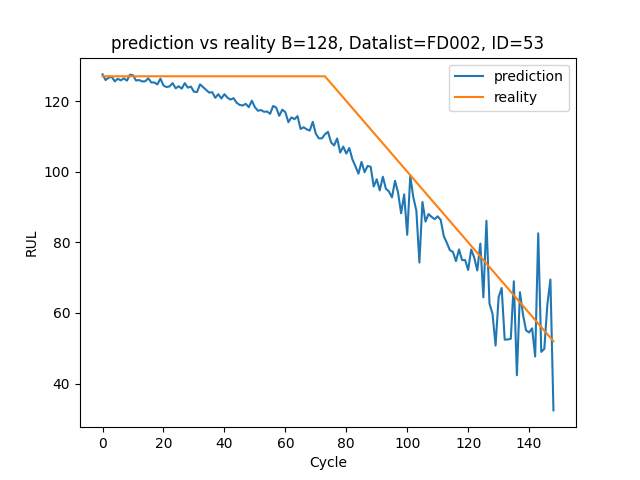 prediction vs reality B=128, Datalist=FD002, ID=53
prediction
reality
120
100
80
60
40
RUL
0 20 40 60 80 100 120 140
Cycle